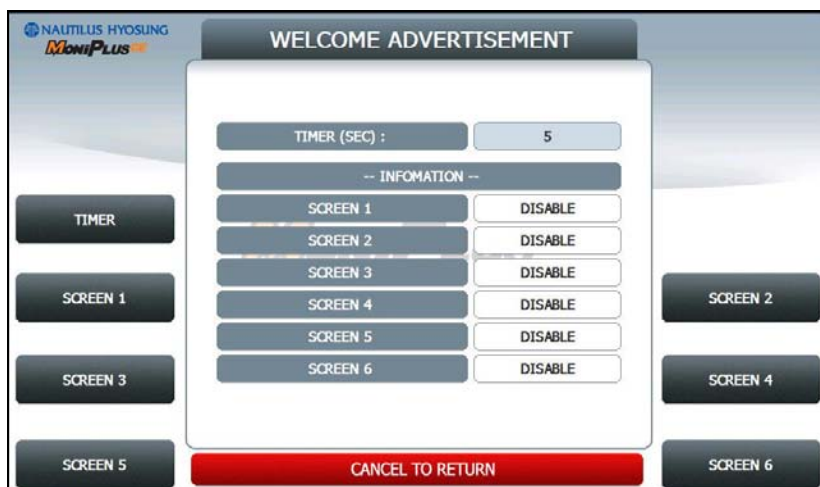 NAUTILUS HYOSUNG
MoniPlus CE
WELCOME ADVERTISEMENT
TIMER (SEC) : 5
-- INFOMATION --
SCREEN 1 DISABLE
SCREEN 2 DISABLE
SCREEN 3 DISABLE
SCREEN 4 DISABLE
SCREEN 5 DISABLE
SCREEN 6 DISABLE
TIMER
SCREEN 1
SCREEN 2
SCREEN 3
SCREEN 4
SCREEN 5
CANCEL TO RETURN
SCREEN 6